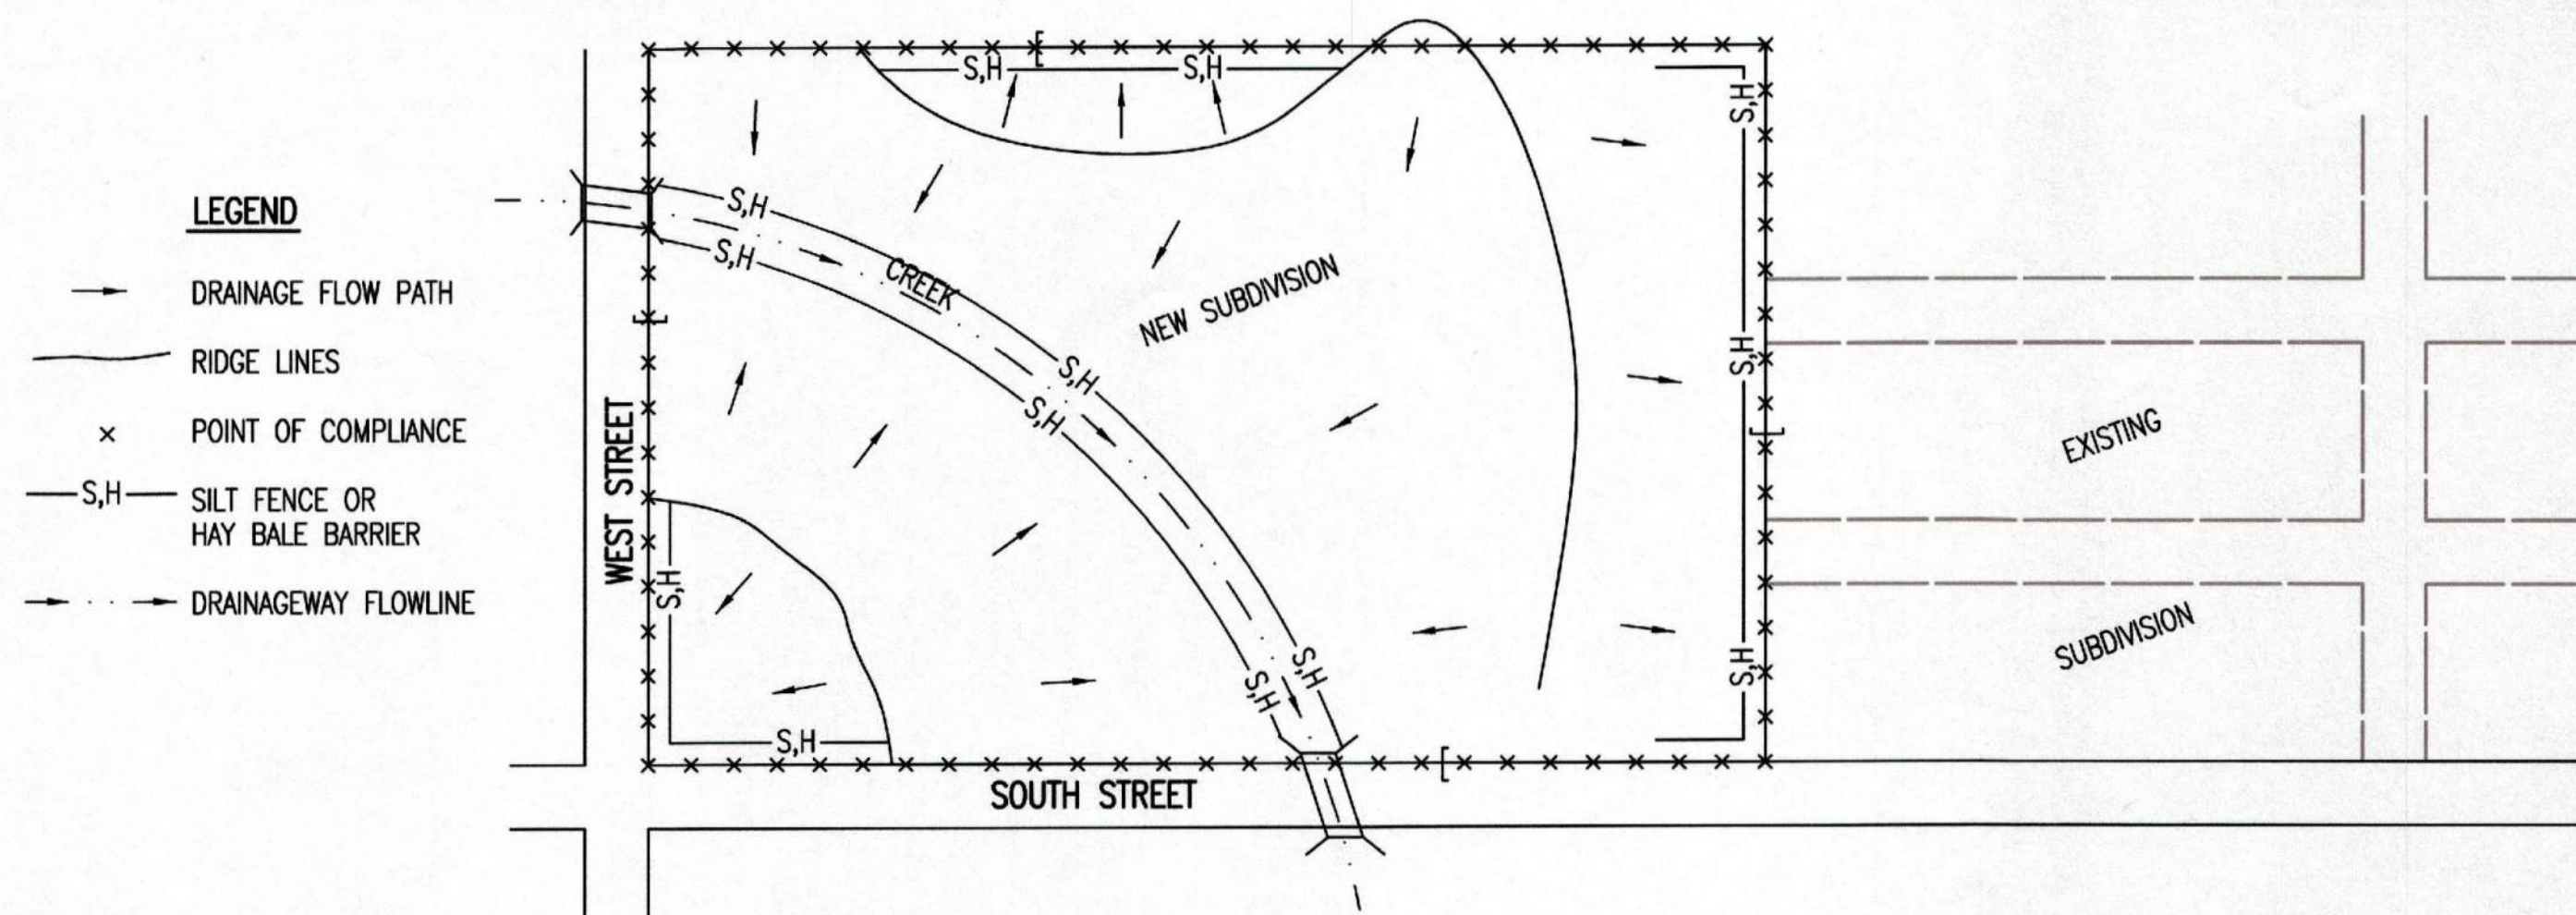 LEGEND
DRAINAGE FLOW PATH
RIDGE LINES
POINT OF COMPLIANCE
S,H
SILT FENCE OR
HAY BALE BARRIER
DRAINAGEWAY FLOWLINE
S,H
S,H
S,H
S,H
S,H
CREEK
NEW SUBDIVISION
S,H
S,H
S,H
WEST STREET
S,H
S,H
S,H
S,H
S,H
S,H
SOUTH STREET
EXISTING
SUBDIVISION